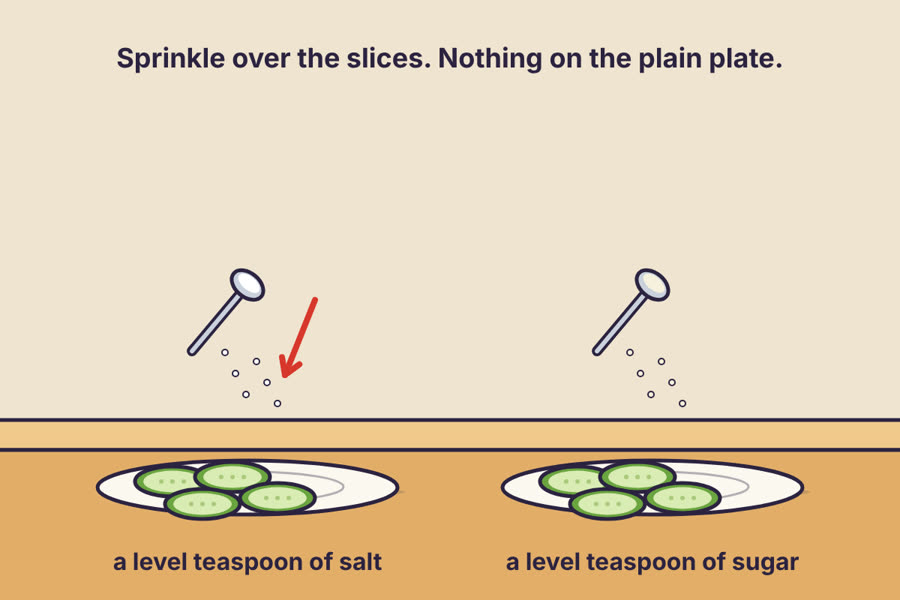 Sprinkle over the slices. Nothing on the plain plate.
a level teaspoon of salt
a level teaspoon of sugar